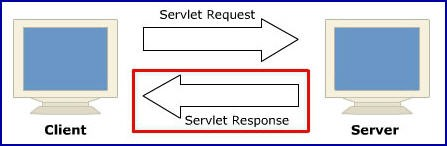 Servlet Request
Servlet Response
Client
Server